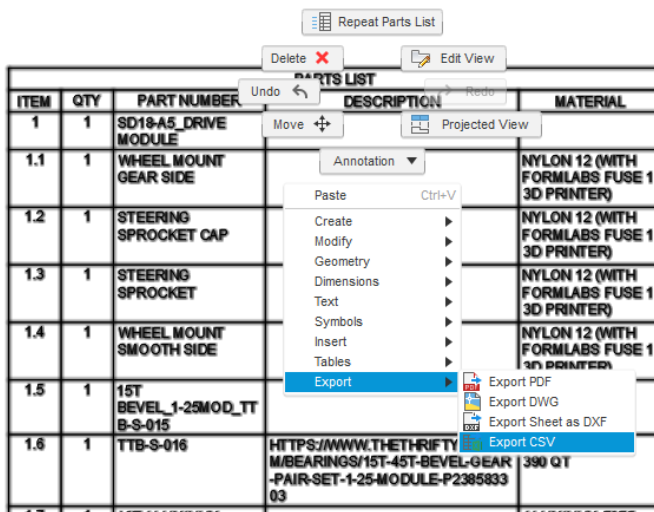 Repeat Parts List
Delete
Edit View
PARTS LIST
Undo
Redo
ITEM QTY PART NUMBER DESCRIPTION MATERIAL
Move
Projected View
1 1 SD18-A5_DRIVE
MODULE
Annotation
1.1 1 WHEEL MOUNT NYLON 12 (WITH
GEAR SIDE FORMLABS FUSE 1
3D PRINTER)
Paste Ctrl+V
Create
Modify
Geometry
Dimensions
Text
Symbols
Insert
Tables
Export
1.2 1 STEERING NYLON 12 (WITH
SPROCKET CAP FORMLABS FUSE 1
3D PRINTER)
1.3 1 STEERING NYLON 12 (WITH
SPROCKET FORMLABS FUSE 1
3D PRINTER)
1.4 1 WHEEL MOUNT NYLON 12 (WITH
SMOOTH SIDE FORMLABS FUSE 1
3D PRINTER)
Export PDF
Export DWG
Export Sheet as DXF
Export CSV
1.5 1 15T
BEVEL_1-25MOD_TT
B-S-015
1.6 1 TTB-S-016 HTTPS://WWW.THETHRIFTY
M/BEARINGS/15T-45T-BEVEL-GEAR 390 QT
-PAIR-SET-1-25-MODULE-P2385833
03